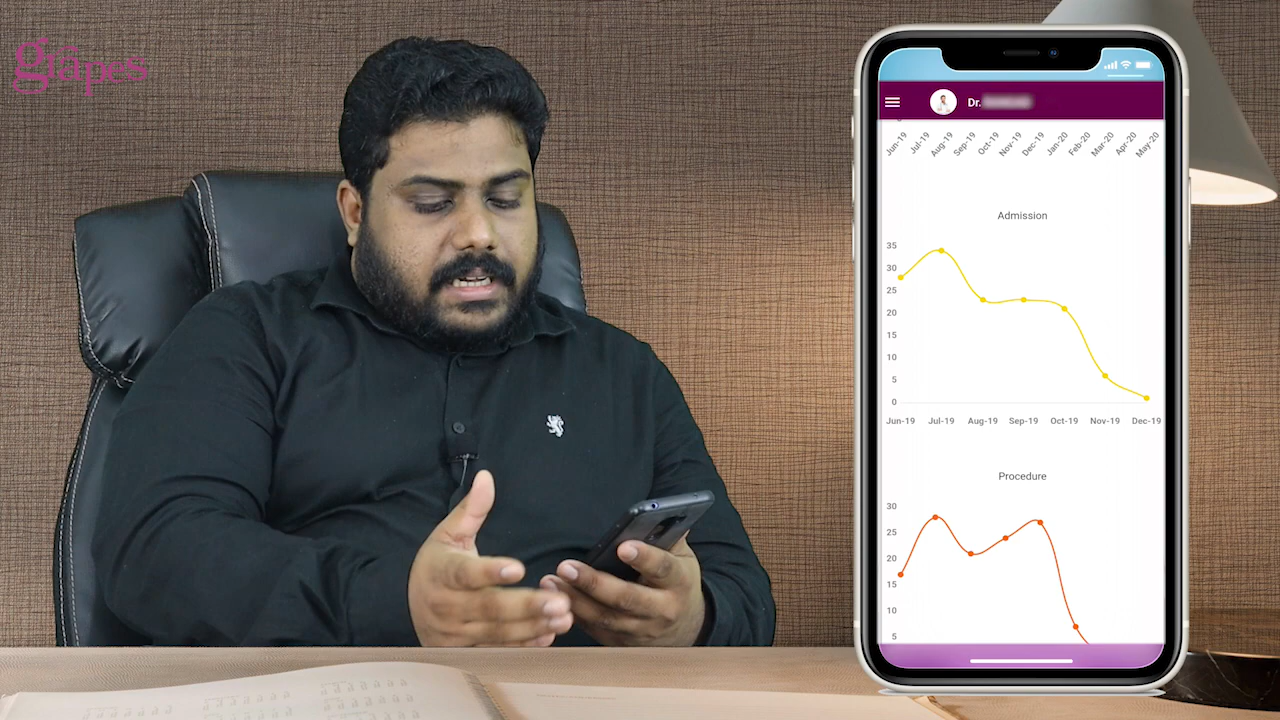 grapes
Dr.
Jun-19 Jul-19 Aug-19 Sep-19 Oct-19 Nov-19 Dec-19 Jan-20 Feb-20 Mar-20 Apr-20 May-20
Admission
35
30
25
20
15
10
5
0
Jun-19 Jul-19 Aug-19 Sep-19 Oct-19 Nov-19 Dec-19
Procedure
30
25
20
15
10
5